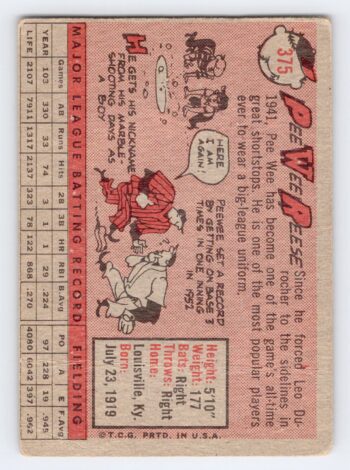 375
PEE WEE REESE
Since he forced Leo Du-
rocher to the sidelines in
1941, Pee Wee has become one of the game's all-time
great shortstops. He is one of the most popular players
ever to wear a big-league uniform.
HE GETS HIS NICKNAME
FROM HIS MARBLE-
SHOOTING DAYS AS
A BOY
HERE
I COME
AGAIN!
PEEWEE SET A RECORD
BY GETTING ON BASE 3
TIMES IN ONE INNING
IN 1952
Height: 5'10"
Weight: 177
Bats: Right
Throws: Right
Home:
Louisville, Ky.
Born:
July 23, 1919
© T.C.G. PRTD. IN U.S.A.
MAJOR LEAGUE BATTING RECORD FIELDING
Games AB Runs Hits 2B 3B HR RBI B-Avg PO A E F-Avg
YEAR 103 330 33 74 3 1 1 29 .224 97 228 19 .945
LIFE 2107 7911 1317 2133 323 78 122 868 .270 4080 6042 397 .962